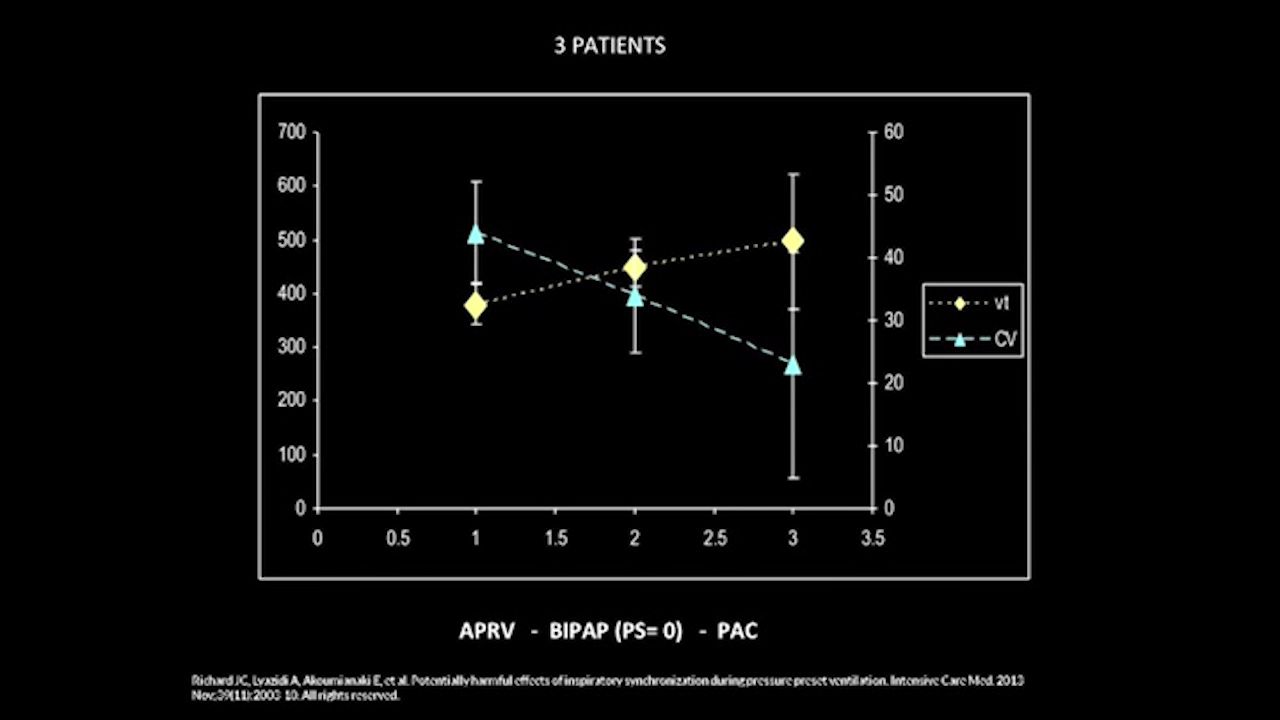 3 PATIENTS
700
600
500
400
300
200
100
0
60
50
40
30
20
10
0
0 0.5 1 1.5 2 2.5 3 3.5
vt
CV
APRV - BIPAP (PS= 0) - PAC
Richard JC, Lyazidi A, Akoumianaki E, et al. Potentially harmful effects of inspiratory synchronization during pressure preset ventilation. Intensive Care Med. 2013
Nov;39(11):2003-10. All rights reserved.